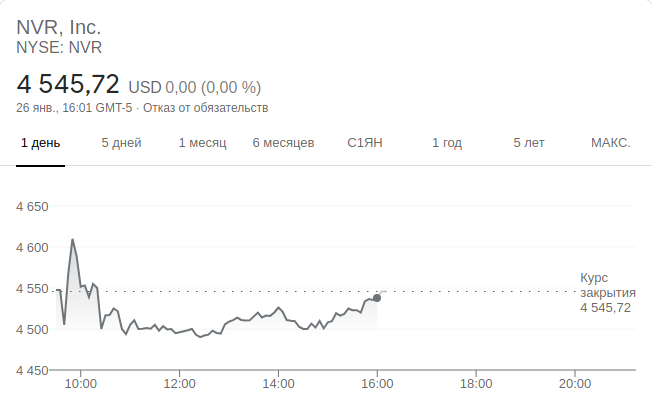 NVR, Inc.
NYSE: NVR
4 545,72 USD 0,00 (0,00 %)
26 янв., 16:01 GMT-5 · Отказ от обязательств
1 день 5 дней 1 месяц 6 месяцев С1ЯН 1 год 5 лет МАКС.
4 650
4 600
4 550
4 500
4 450
Курс
закрытия
4 545,72
10:00 12:00 14:00 16:00 18:00 20:00